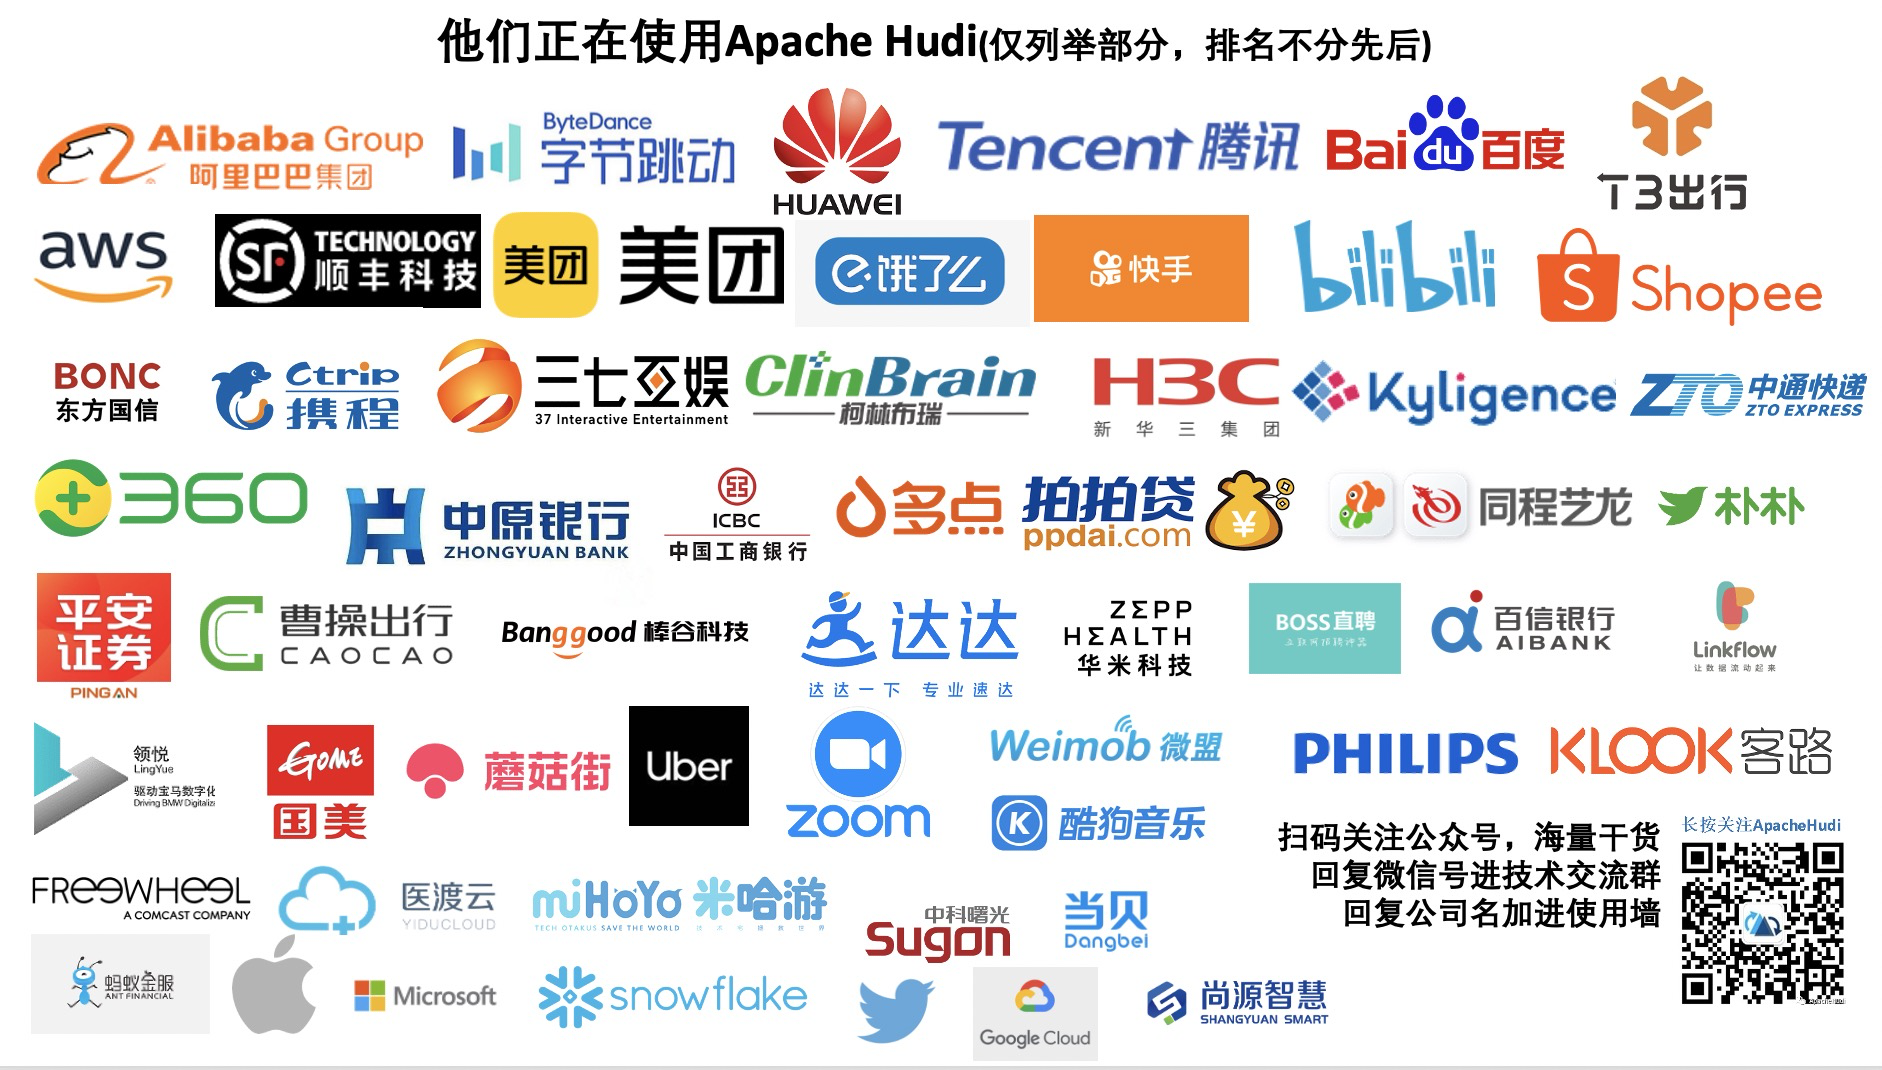 他们正在使用Apache Hudi(仅列举部分，排名不分先后)
Alibaba Group
阿里巴巴集团
ByteDance
字节跳动
HUAWEI
Tencent 腾讯
Bai du 百度
T3出行
aws
SF TECHNOLOGY
顺丰科技
美团 美团
e 饿了么
快手
bilibili
S Shopee
BONC
东方国信
Ctrip
携程
三七互娱
37 Interactive Entertainment
ClinBrain
柯林布瑞
H3C
新华三集团
Kyligence
ZTO 中通快递
ZTO EXPRESS
360
中原银行
ZHONGYUAN BANK
ICBC
中国工商银行
多点
拍拍贷
ppdai.com
¥
同程艺龙
朴朴
平安
证券
PINGAN
曹操出行
CAOCAO
Banggood 棒谷科技
达达
达达一下 专业速达
ZΣPP
HΣALTH
华米科技
BOSS直聘
百信银行
AIBANK
Linkflow
让数据流动起来
领悦
LingYue
驱动宝马数字化
Driving BMW Digitaliz
GOME
国美
蘑菇街
Uber
zoom
Weimob 微盟
K 酷狗音乐
PHILIPS
KLOOK 客路
扫码关注公众号，海量干货
回复微信号进技术交流群
回复公司名加进使用墙
长按关注ApacheHudi
FREEWHEEL
A COMCAST COMPANY
医渡云
YIDUCLOUD
miHoYo 米哈游
TECH OTAKUS SAVE THE WORLD
中科曙光
Sugon
当贝
Dangbei
蚂蚁金服
ANT FINANCIAL
Microsoft
snowflake
Google Cloud
尚源智慧
SHANGYUAN SMART